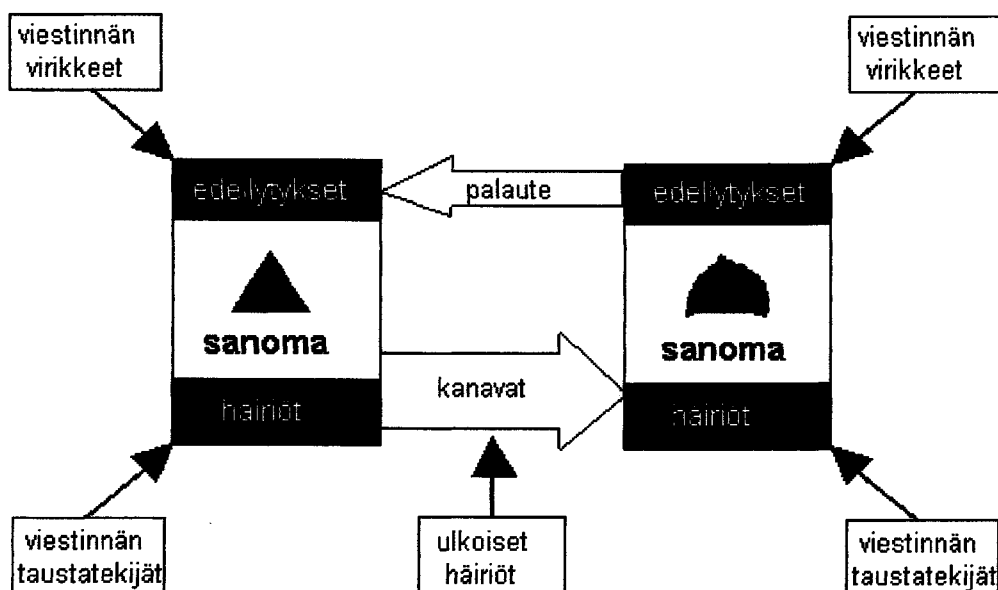 viestinnän
virikkeet
viestinnän
virikkeet
edellytykset
palaute
edellytykset
sanoma
sanoma
kanavat
häiriöt
häiriöt
viestinnän
taustatekijät
ulkoiset
häiriöt
viestinnän
taustatekijät